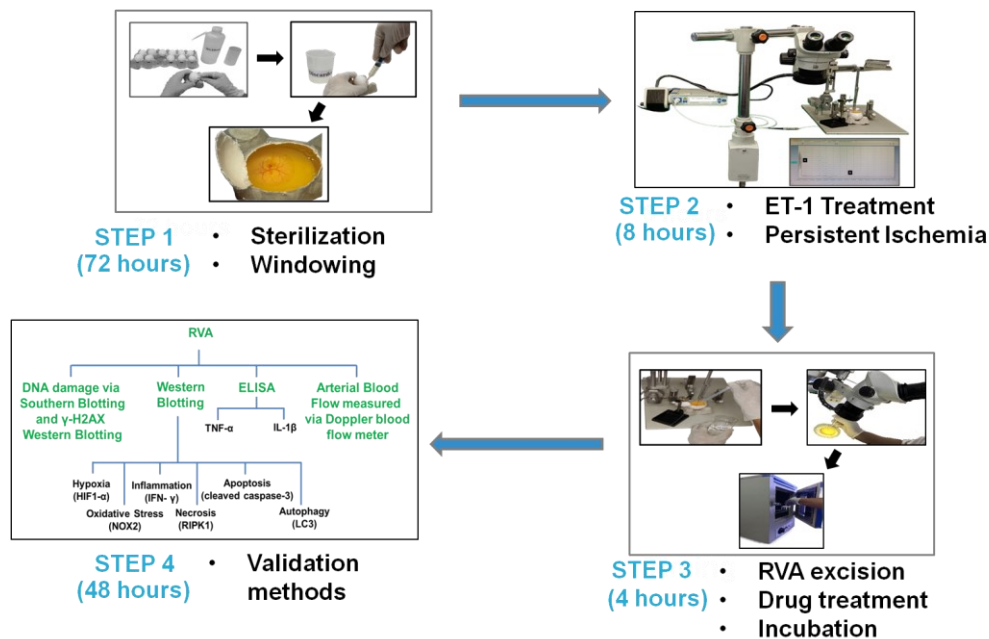 STEP 1
(72 hours)
• Sterilization
• Windowing
STEP 2
(8 hours)
• ET-1 Treatment
• Persistent Ischemia
STEP 3
(4 hours)
• RVA excision
• Drug treatment
• Incubation
RVA
DNA damage via
Southern Blotting
and γ-H2AX
Western Blotting
Western
Blotting
ELISA
Arterial Blood
Flow measured
via Doppler blood
flow meter
TNF-α
IL-1β
Hypoxia
(HIF1-α)
Oxidative Stress
(NOX2)
Inflammation
(IFN- γ)
Necrosis
(RIPK1)
Apoptosis
(cleaved caspase-3)
Autophagy
(LC3)
STEP 4
(48 hours)
• Validation
methods